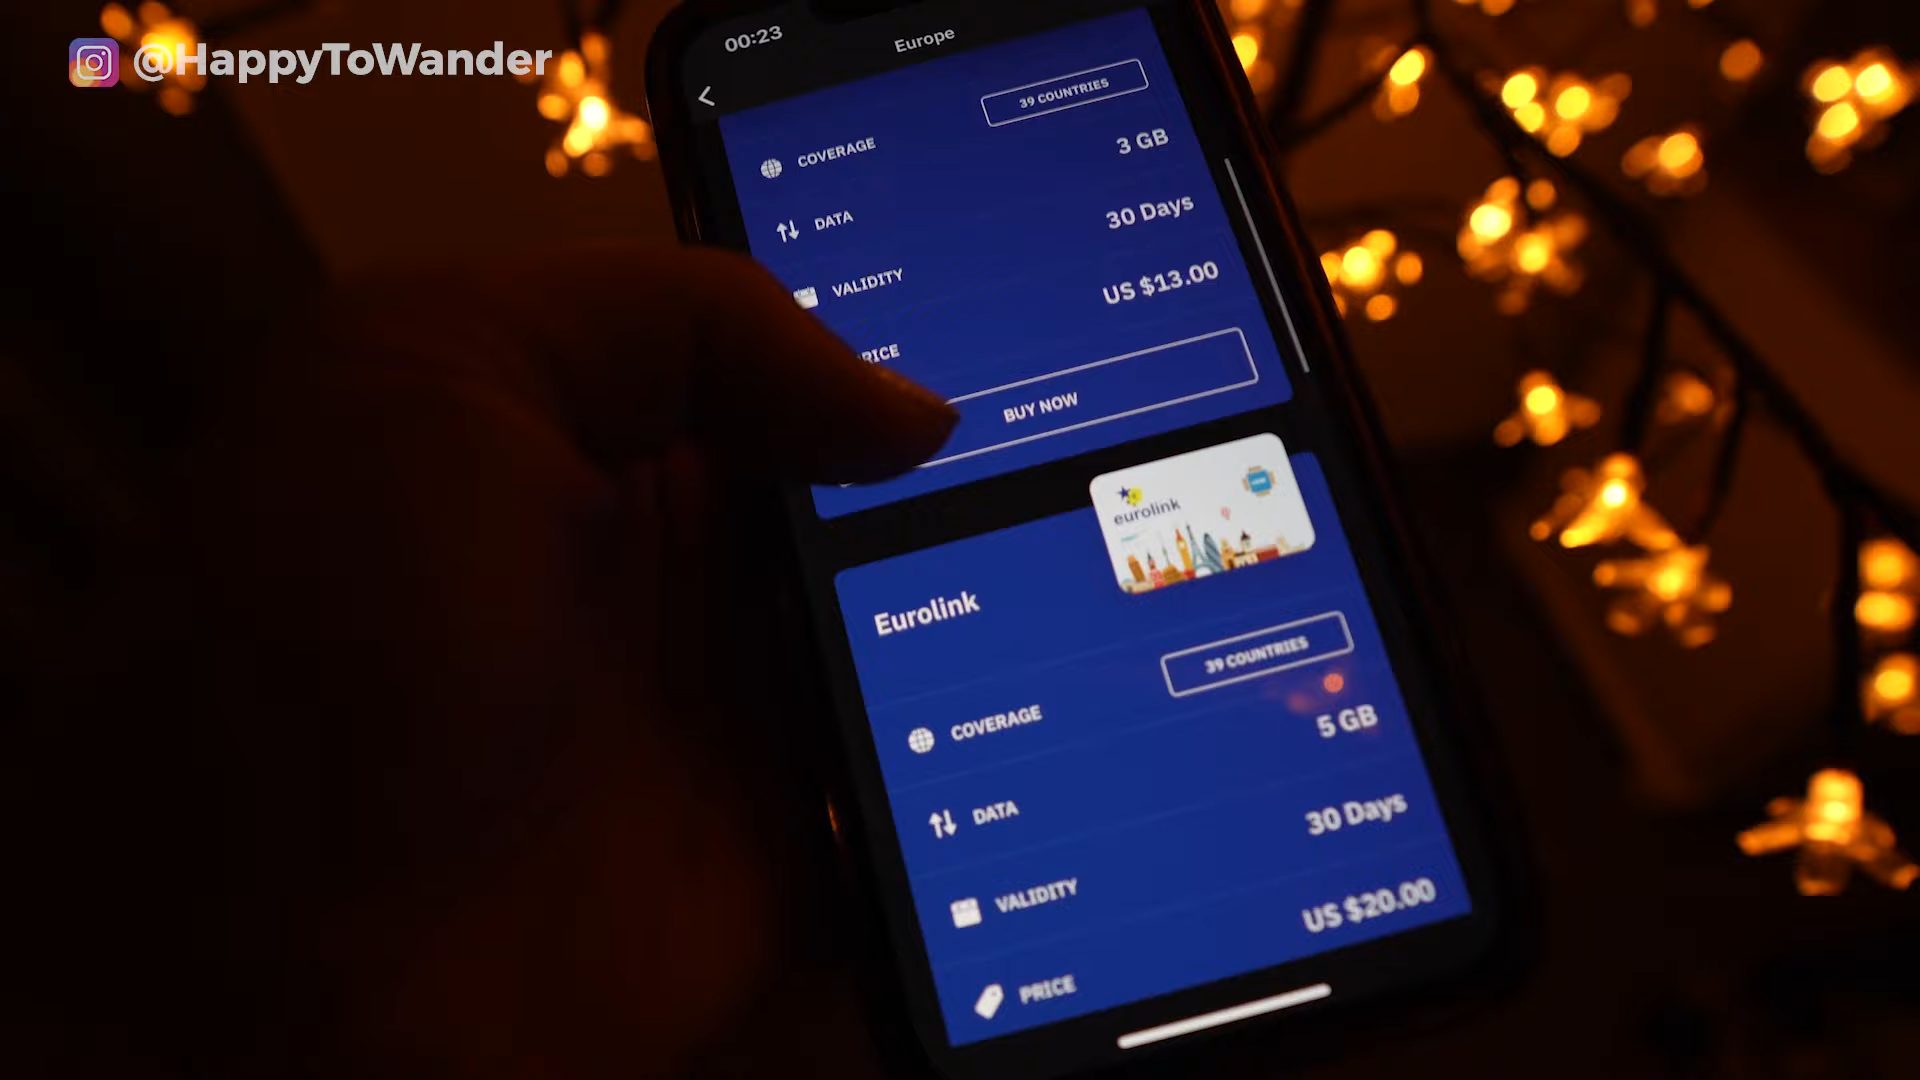 @HappyToWander
00:23
Europe
39 COUNTRIES
COVERAGE
3 GB
DATA
30 Days
VALIDITY
US $13.00
PRICE
BUY NOW
eurolink
Eurolink
39 COUNTRIES
COVERAGE
5 GB
DATA
30 Days
VALIDITY
US $20.00
PRICE